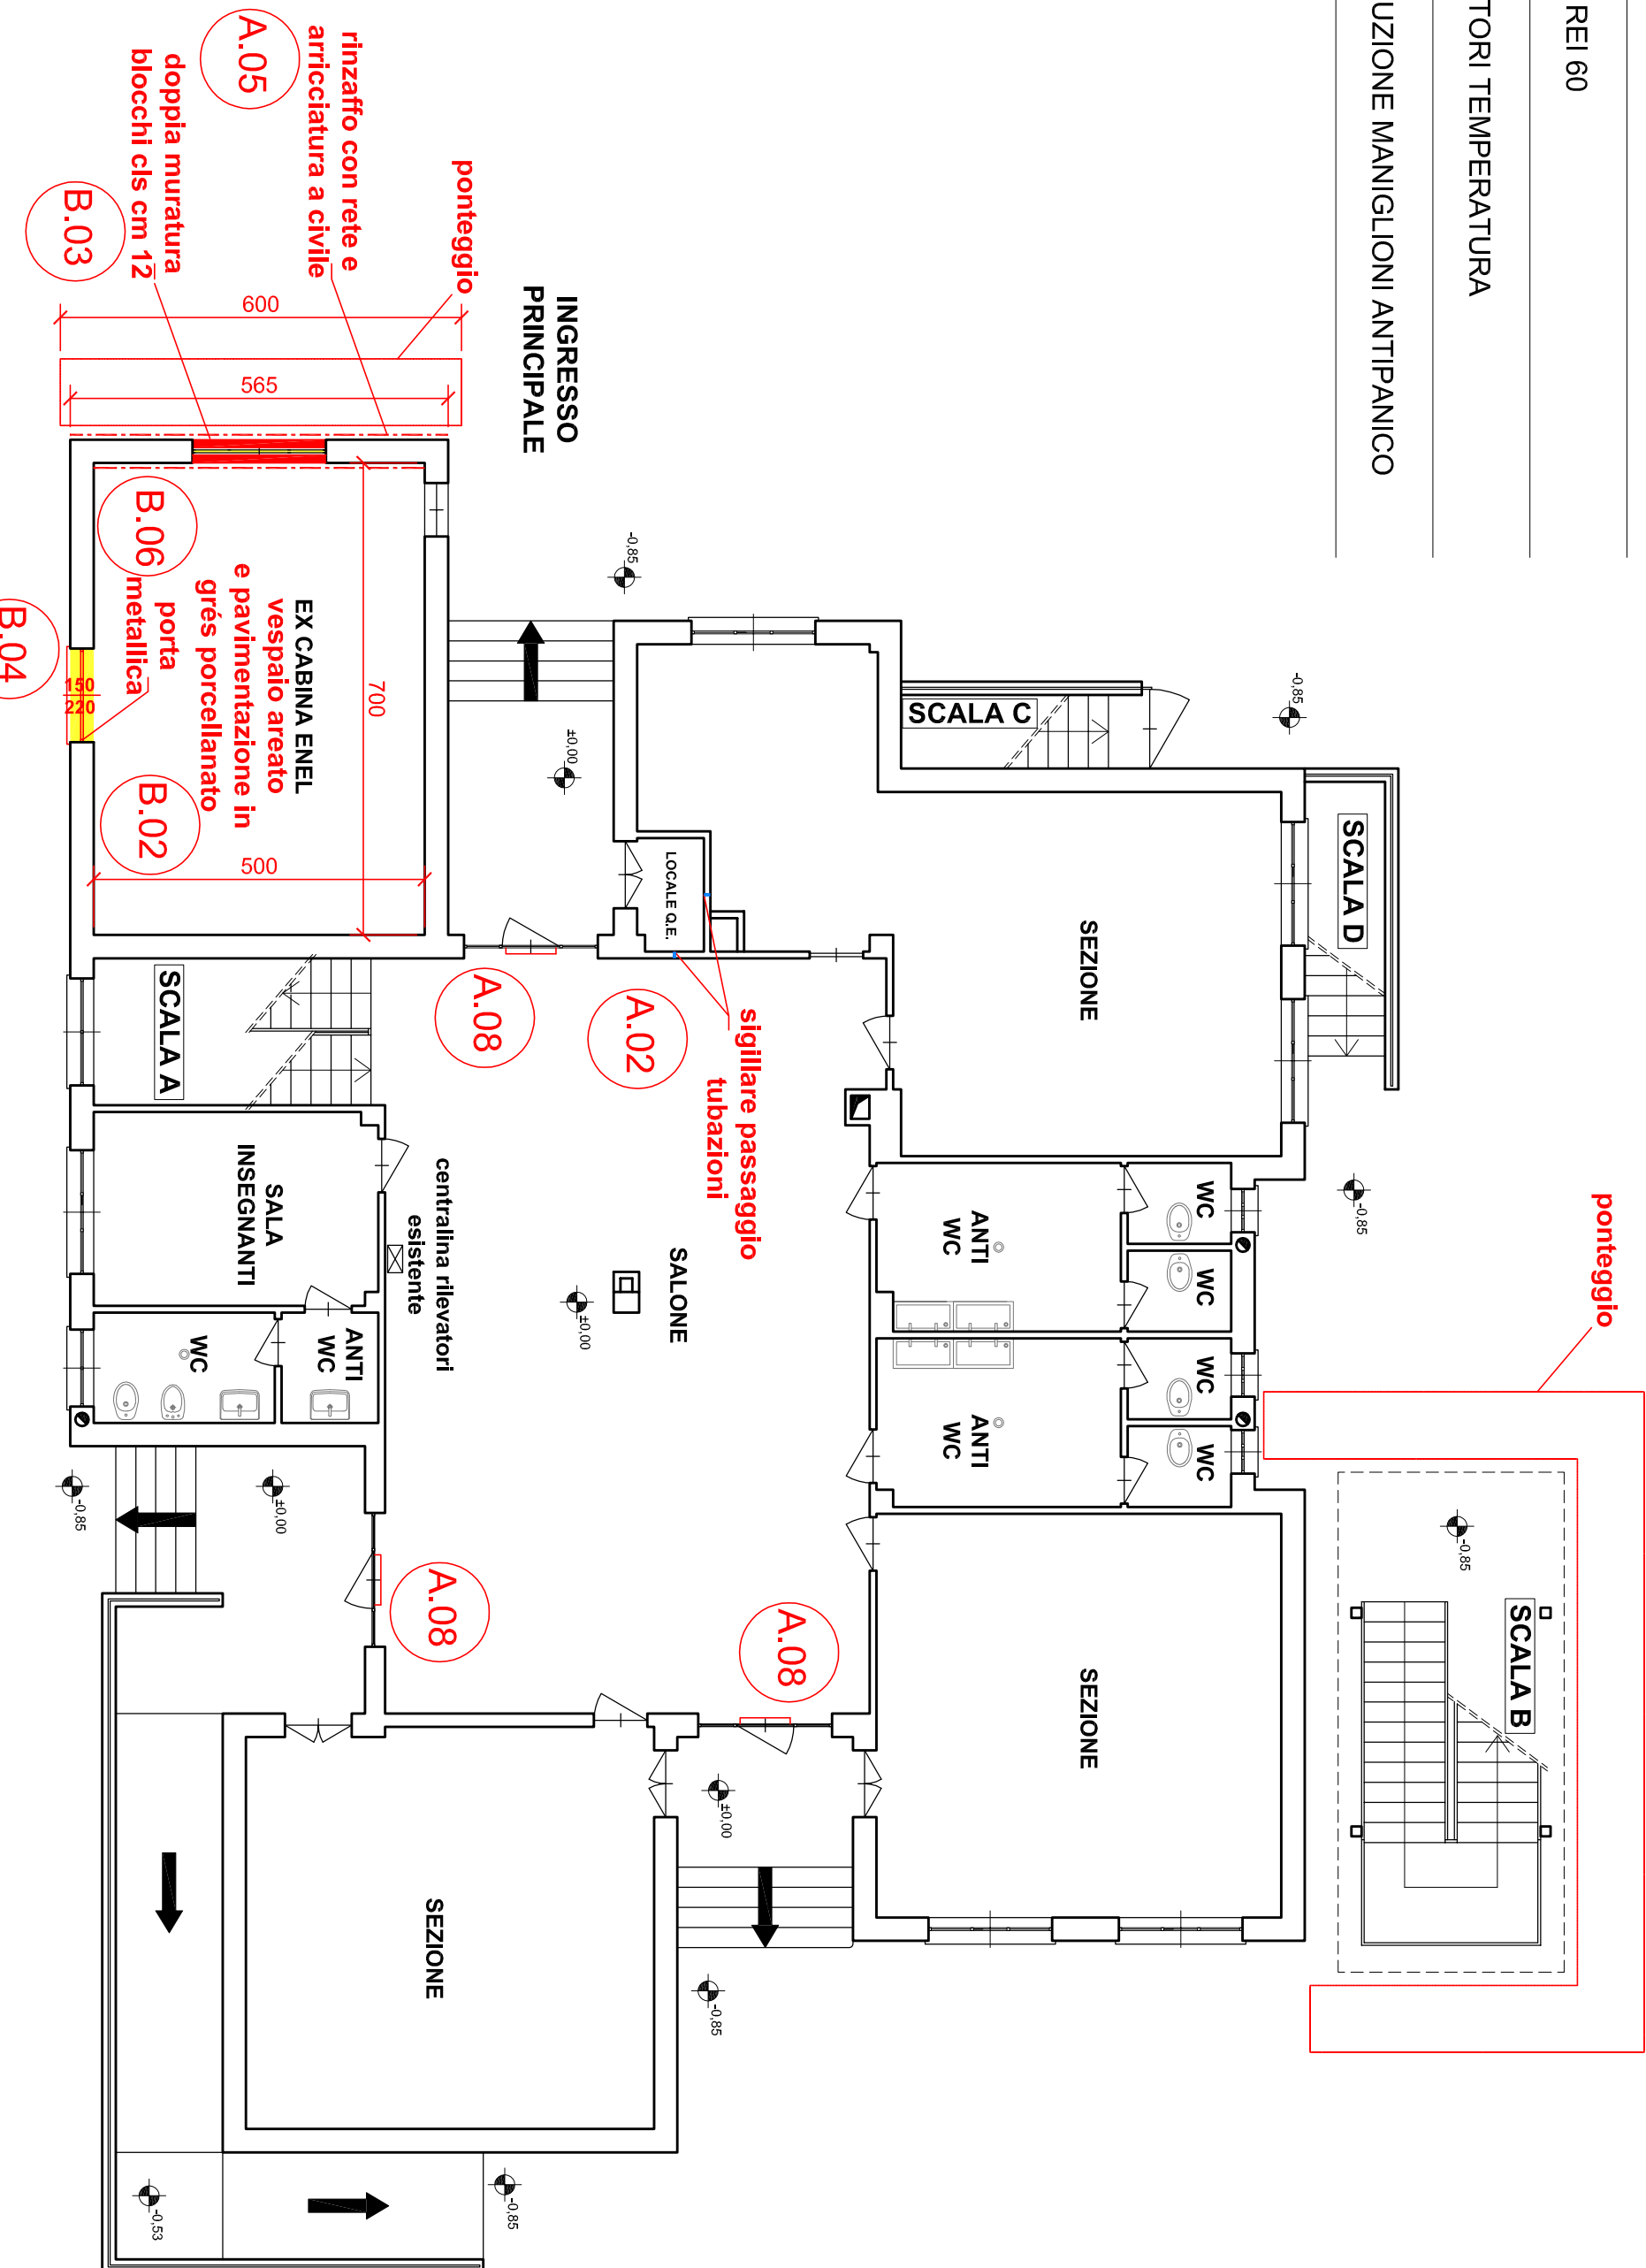 REI 60
TORI TEMPERATURA
UZIONE MANIGLIONI ANTIPANICO
ponteggio
SCALA B
-0,85
SCALA D
-0,85
-0,85
SCALA C
SEZIONE
WC
WC
WC
WC
ANTI
WC
ANTI
WC
SEZIONE
LOCALE Q.E.
sigillare passaggio
tubazioni
A.02
A.08
SALONE
±0,00
A.08
±0,00
-0,85
INGRESSO
PRINCIPALE
-0,85
±0,00
ponteggio
rinzaffo con rete e
arricciatura a civile
A.05
doppia muratura
blocchi cls cm 12
B.03
600
565
700
500
EX CABINA ENEL
vespaio areato
e pavimentazione in
grés porcellanato
B.06
porta
metallica
B.02
150
220
B.04
SCALA A
centralina rilevatori
esistente
SALA
INSEGNANTI
ANTI
WC
WC
A.08
±0,00
-0,85
SEZIONE
-0,85
-0,53